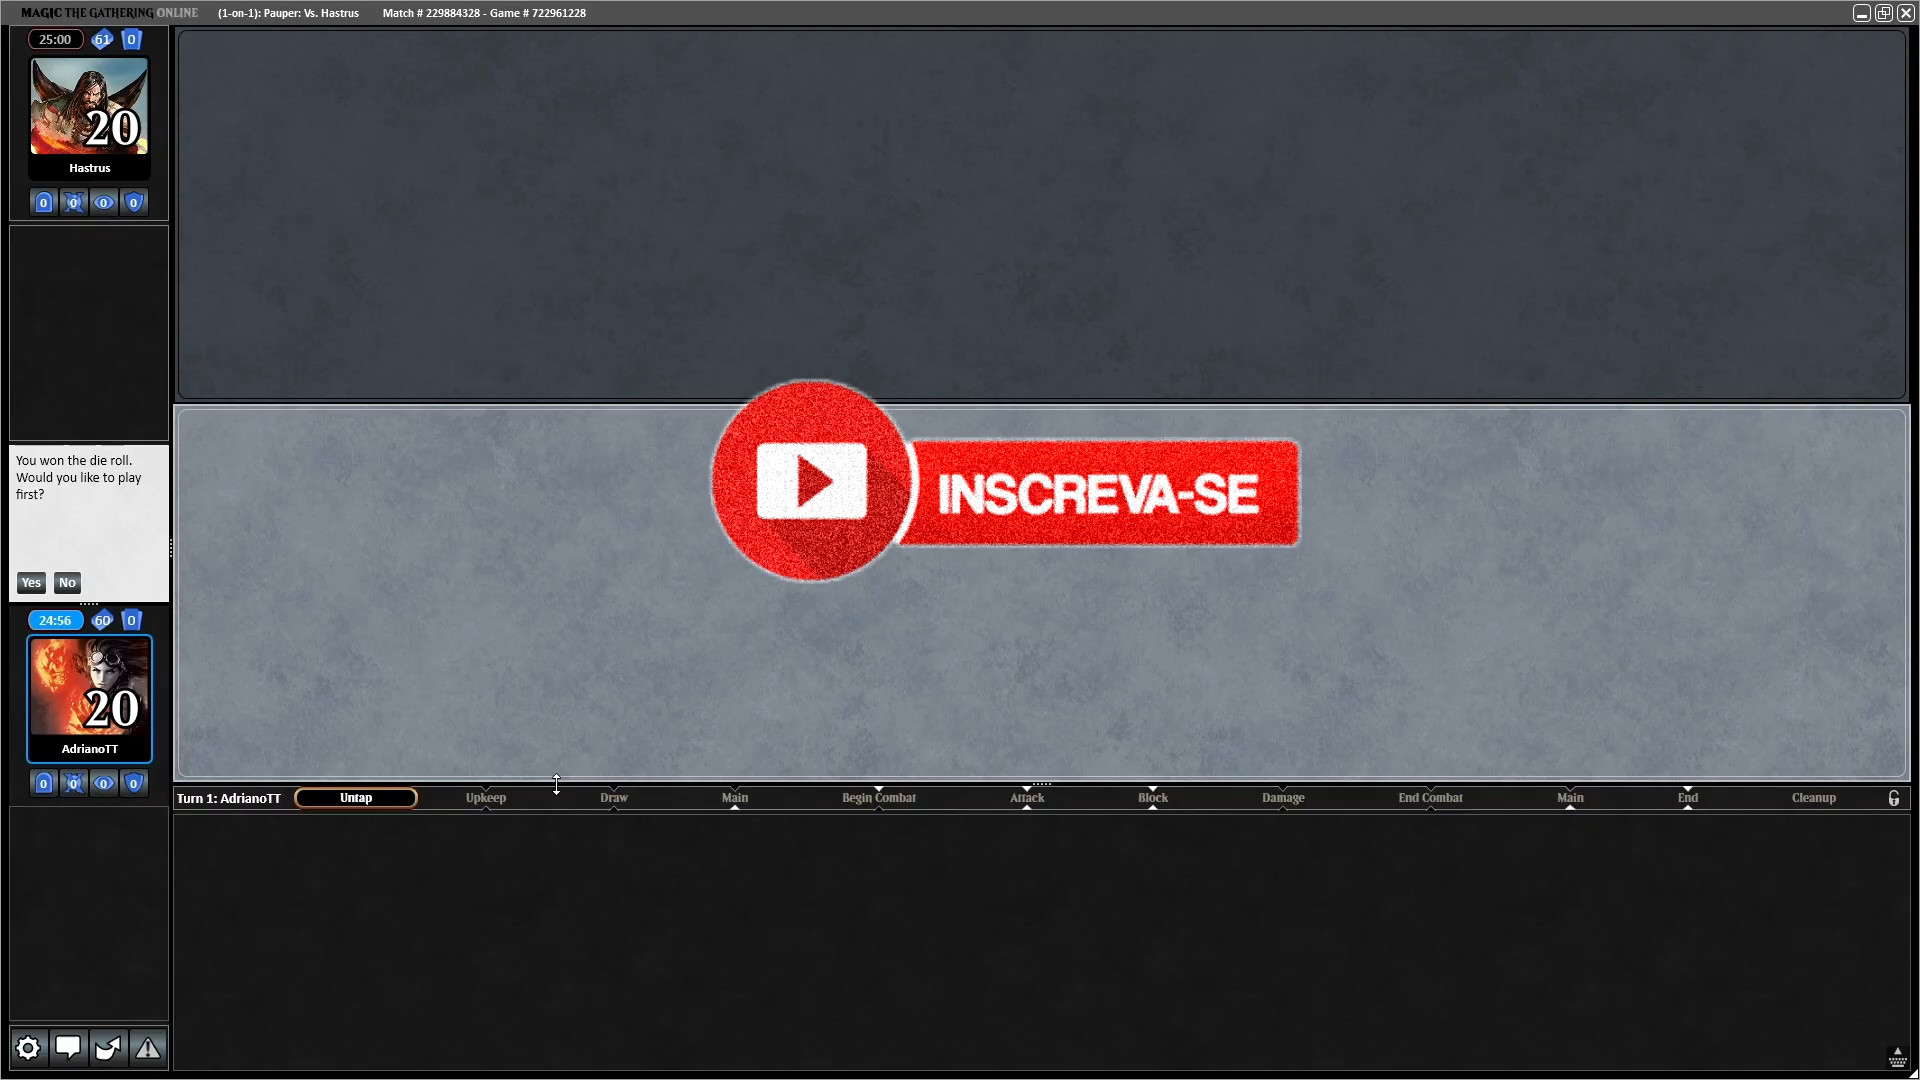 MAGIC THE GATHERING ONLINE (1-on-1): Pauper: Vs. Hastrus Match # 229884328 - Game # 722961228
25:00 61 0
20
Hastrus
0 0 0 0
INSCREVA-SE
You won the die roll.
Would you like to play
first?
Yes No
24:56 60 0
20
AdrianoTT
0 0 0 0
Turn 1: AdrianoTT Untap Upkeep Draw Main Begin Combat Attack Block Damage End Combat Main End Cleanup